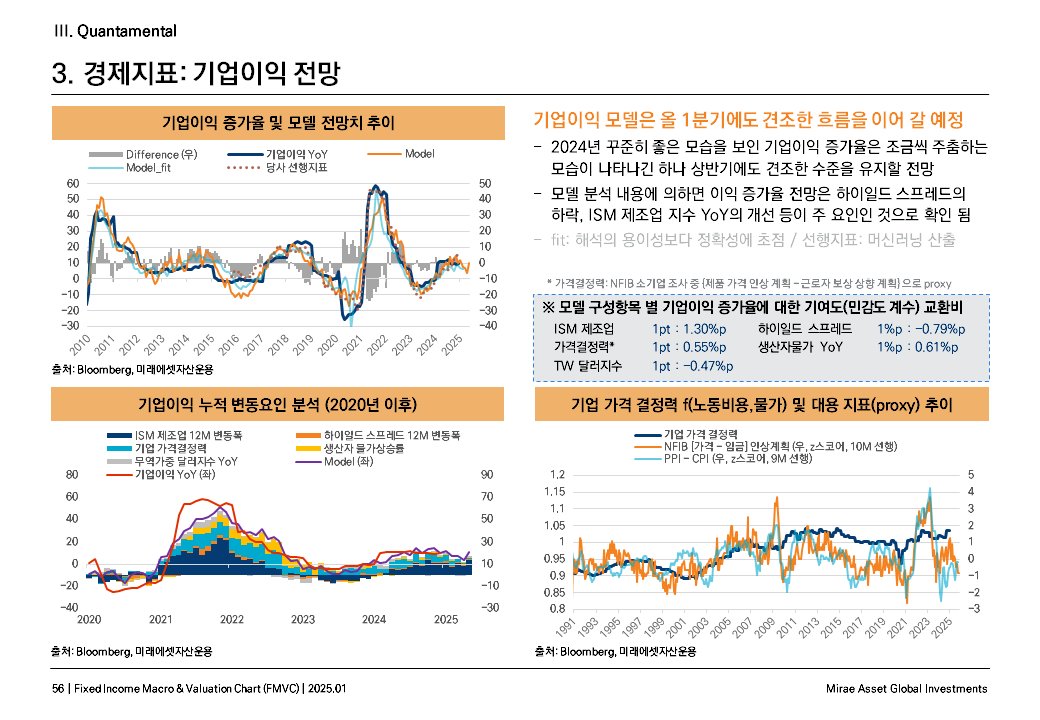 III. Quantamental
3. 경제지표: 기업이익 전망
기업이익 증가율 및 모델 전망치 추이
Difference (우) 기업이익 YoY Model
Model_fit 당사 선행지표
60 50
50 40
40 30
30 20
20 10
10 0
0 -10
-10 -20
-20 -30
-30 -40
2010 2011 2012 2013 2014 2015 2016 2017 2018 2019 2020 2021 2022 2023 2024 2025
출처: Bloomberg, 미래에셋자산운용
기업이익 모델은 올 1분기에도 견조한 흐름을 이어 갈 예정
- 2024년 꾸준히 좋은 모습을 보인 기업이익 증가율은 조금씩 주춤하는
모습이 나타나긴 하나 상반기에도 견조한 수준을 유지할 전망
- 모델 분석 내용에 의하면 이익 증가율 전망은 하이일드 스프레드의
하락, ISM 제조업 지수 YoY의 개선 등이 주 요인인 것으로 확인 됨
- fit: 해석의 용이성보다 정확성에 초점 / 선행지표: 머신러닝 산출
* 가격결정력: NFIB 소기업 조사 중 (제품 가격 인상 계획 - 근로자 보상 상향 계획)으로 proxy
※ 모델 구성항목 별 기업이익 증가율에 대한 기여도(민감도 계수) 교환비
ISM 제조업 1pt : 1.30%p 하이일드 스프레드 1%p : -0.79%p
가격결정력* 1pt : 0.55%p 생산자물가 YoY 1%p : 0.61%p
TW 달러지수 1pt : -0.47%p
기업이익 누적 변동요인 분석 (2020년 이후)
ISM 제조업 12M 변동폭 하이일드 스프레드 12M 변동폭
기업 가격결정력 생산자 물가상승률
무역가중 달러지수 YoY Model (좌)
기업이익 YoY (좌)
80 90
60 70
40 50
20 30
0 10
-20 -10
-40 -30
2020 2021 2022 2023 2024 2025
출처: Bloomberg, 미래에셋자산운용
기업 가격 결정력 f(노동비용,물가) 및 대용 지표(proxy) 추이
기업 가격 결정력
NFIB [가격 - 임금] 인상계획 (우, z스코어, 10M 선행)
PPI - CPI (우, z스코어, 9M 선행)
1.2 5
1.15 4
1.1 3
1.05 2
1 1
0.95 0
0.9 -1
0.85 -2
0.8 -3
1991 1993 1995 1997 1999 2001 2003 2005 2007 2009 2011 2013 2015 2017 2019 2021 2023 2025
출처: Bloomberg, 미래에셋자산운용
56 | Fixed Income Macro & Valuation Chart (FMVC) | 2025.01
Mirae Asset Global Investments